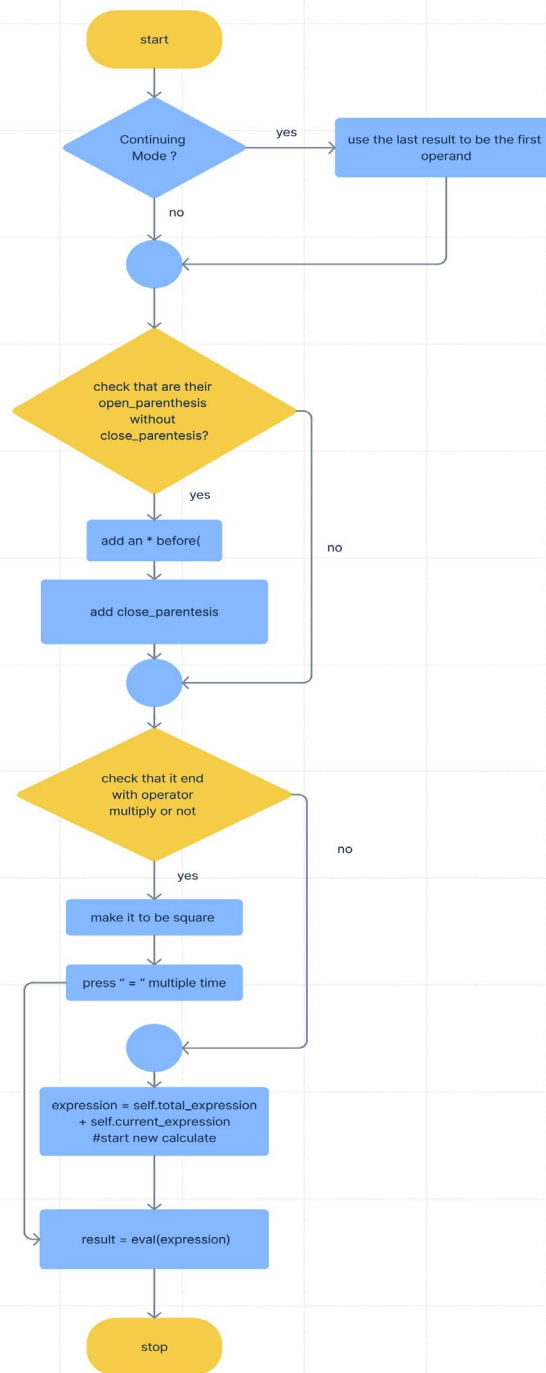 start
Continuing
Mode ?
yes
use the last result to be the first
operand
no
check that are their
open_parenthesis
without
close_parentesis?
yes
add an * before(
no
add close_parentesis
check that it end
with operator
multiply or not
no
yes
make it to be square
press “ = “ multiple time
expression = self.total_expression
+ self.current_expression
#start new calculate
result = eval(expression)
stop